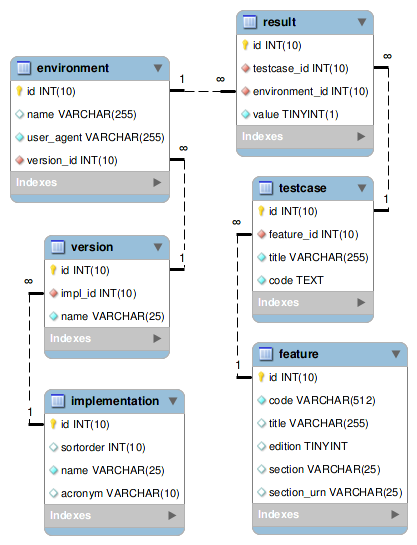 result
id INT(10)
testcase_id INT(10)
environment_id INT(10)
value TINYINT(1)
Indexes
environment
id INT(10)
name VARCHAR(255)
user_agent VARCHAR(255)
version_id INT(10)
Indexes
1
∞
∞
1
∞
1
testcase
id INT(10)
feature_id INT(10)
title VARCHAR(255)
code TEXT
Indexes
version
id INT(10)
impl_id INT(10)
name VARCHAR(25)
Indexes
∞
1
∞
1
feature
id INT(10)
code VARCHAR(512)
title VARCHAR(255)
edition TINYINT
section VARCHAR(25)
section_urn VARCHAR(25)
Indexes
implementation
id INT(10)
sortorder INT(10)
name VARCHAR(25)
acronym VARCHAR(10)
Indexes